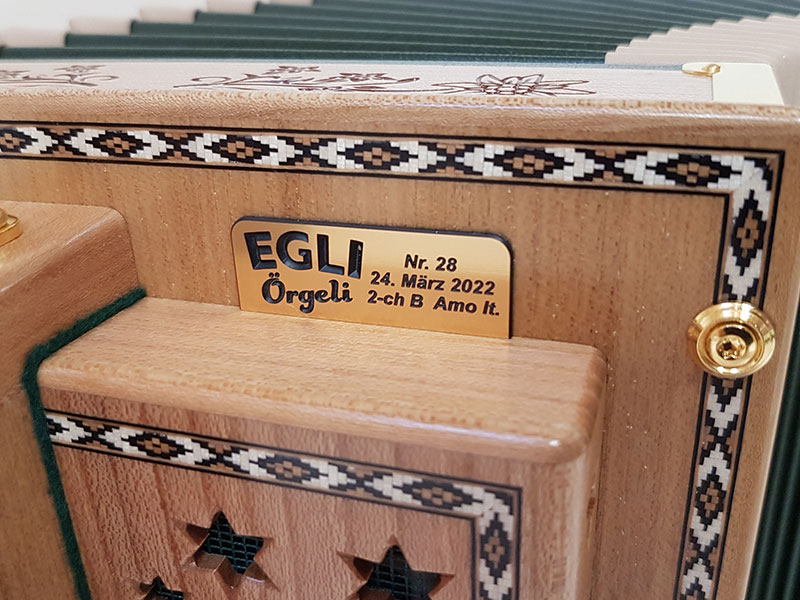 EGLI
Örgeli
Nr. 28
24. März 2022
2-ch B Amo It.